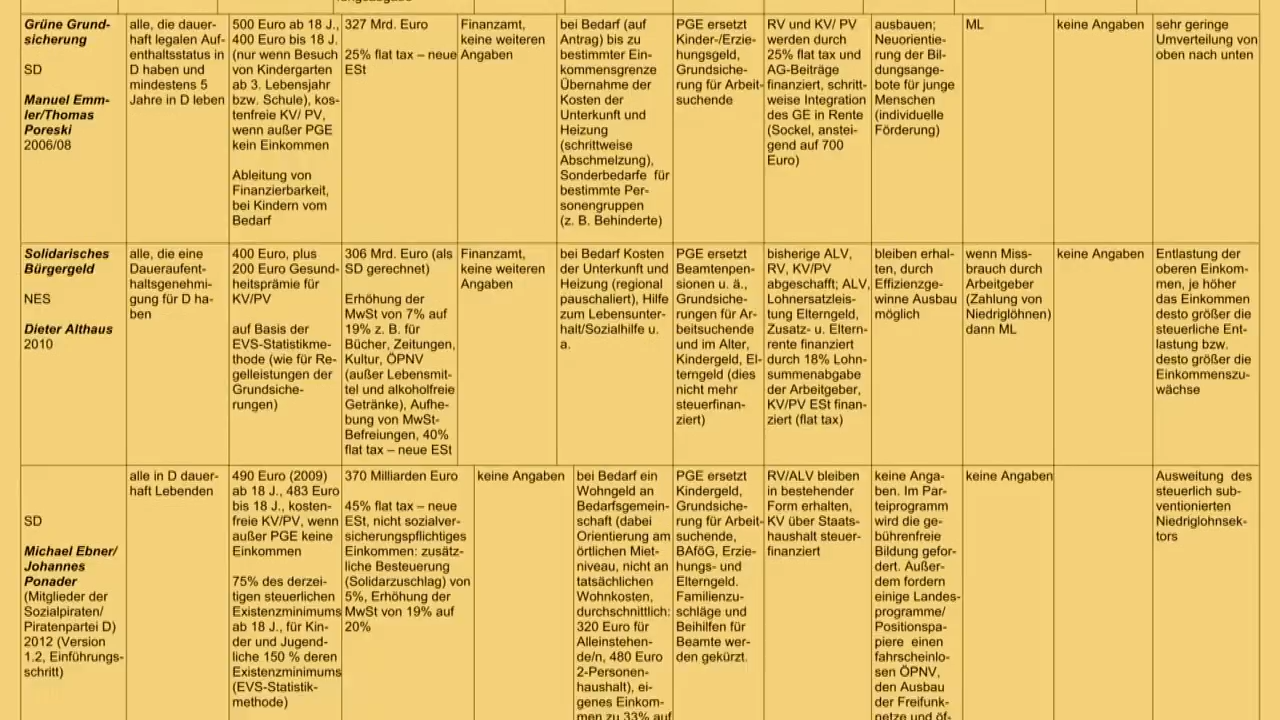 Grüne Grund-
sicherung
SD
Manuel Emm-
ler/Thomas
Poreski
2006/08
alle, die dauer-
haft legalen Auf-
enthaltsstatus in
D haben und
mindestens 5
Jahre in D leben
500 Euro ab 18 J.,
400 Euro bis 18 J.
(nur wenn Besuch
von Kindergarten
ab 3. Lebensjahr
bzw. Schule), kos-
tenfreie KV/ PV,
wenn außer PGE
kein Einkommen
Ableitung von
Finanzierbarkeit,
bei Kindern vom
Bedarf
327 Mrd. Euro
25% flat tax – neue
ESt
Finanzamt,
keine weiteren
Angaben
bei Bedarf (auf
Antrag) bis zu
bestimmter Ein-
kommensgrenze
Übernahme der
Kosten der
Unterkunft und
Heizung
(schrittweise
Abschmelzung),
Sonderbedarfe für
bestimmte Per-
sonengruppen
(z. B. Behinderte)
PGE ersetzt
Kinder-/Erzie-
hungsgeld,
Grundsiche-
rung für Arbeit-
suchende
RV und KV/ PV
werden durch
25% flat tax und
AG-Beiträge
finanziert, schritt-
weise Integration
des GE in Rente
(Sockel, anstei-
gend auf 700
Euro)
ausbauen;
Neuorientie-
rung der Bil-
dungsange-
bote für junge
Menschen
(individuelle
Förderung)
ML
keine Angaben
sehr geringe
Umverteilung von
oben nach unten
Solidarisches
Bürgergeld
NES
Dieter Althaus
2010
alle, die eine
Daueraufent-
haltsgenehmi-
gung für D ha-
ben
400 Euro, plus
200 Euro Gesund-
heitsprämie für
KV/PV
auf Basis der
EVS-Statistikme-
thode (wie für Re-
gelleistungen der
Grundsiche-
rungen)
306 Mrd. Euro (als
SD gerechnet)
Erhöhung der
MwSt von 7% auf
19% z. B. für
Bücher, Zeitungen,
Kultur, ÖPNV
(außer Lebensmit-
tel und alkoholfreie
Getränke), Aufhe-
bung von MwSt-
Befreiungen, 40%
flat tax – neue ESt
Finanzamt,
keine weiteren
Angaben
bei Bedarf Kosten
der Unterkunft und
Heizung (regional
pauschaliert), Hilfe
zum Lebensunter-
halt/Sozialhilfe u.
a.
PGE ersetzt
Beamtenpen-
sionen u. ä.,
Grundsiche-
rungen für Ar-
beitsuchende
und im Alter,
Kindergeld, El-
terngeld (dies
nicht mehr
steuerfinan-
ziert)
bisherige ALV,
RV, KV/PV
abgeschafft; ALV,
Lohnersatzleis-
tung Elterngeld,
Zusatz- u. Eltern-
rente finanziert
durch 18% Lohn-
summenabgabe
der Arbeitgeber,
KV/PV ESt finan-
ziert (flat tax)
bleiben erhal-
ten, durch
Effizienzge-
winne Ausbau
möglich
wenn Miss-
brauch durch
Arbeitgeber
(Zahlung von
Niedriglöhnen)
dann ML
keine Angaben
Entlastung der
oberen Einkom-
men, je höher
das Einkommen
desto größer die
steuerliche Ent-
lastung bzw.
desto größer die
Einkommenszu-
wächse
SD
Michael Ebner/
Johannes
Ponader
(Mitglieder der
Sozialpiraten/
Piratenpartei D)
2012 (Version
1.2, Einführungs-
schritt)
alle in D dauer-
haft Lebenden
490 Euro (2009)
ab 18 J., 483 Euro
bis 18 J., kosten-
freie KV/PV, wenn
außer PGE keine
Einkommen
75% des derzei-
tigen steuerlichen
Existenzminimums
ab 18 J., für Kin-
der und Jugend-
liche 150 % deren
Existenzminimums
(EVS-Statistik-
methode)
370 Milliarden Euro
45% flat tax – neue
ESt, nicht sozialver-
sicherungspflichtiges
Einkommen: zusätz-
liche Besteuerung
(Solidarzuschlag) von
5%, Erhöhung der
MwSt von 19% auf
20%
keine Angaben
bei Bedarf ein
Wohngeld an
Bedarfsgemein-
schaft (dabei
Orientierung am
örtlichen Miet-
niveau, nicht an
tatsächlichen
Wohnkosten,
durchschnittlich:
320 Euro für
Alleinstehen-
de/n, 480 Euro
2-Personen-
haushalt), ei-
genes Einkom-
men zu 33% auf
PGE ersetzt
Kindergeld,
Grundsiche-
rung für Arbeit-
suchende,
BAföG, Erzie-
hungs- und
Elterngeld.
Familienzu-
schläge und
Beihilfen für
Beamte wer-
den gekürzt.
RV/ALV bleiben
in bestehender
Form erhalten,
KV über Staats-
haushalt steuer-
finanziert
keine Anga-
ben. Im Par-
teiprogramm
wird die ge-
bührenfreie
Bildung gefor-
dert. Außer-
dem fordern
einige Landes-
programme/
Positionspa-
piere einen
fahrscheinlo-
sen ÖPNV,
den Ausbau
der Freifunk-
netze und öf-
keine Angaben
Ausweitung des
steuerlich sub-
ventionierten
Niedriglohnsek-
tors